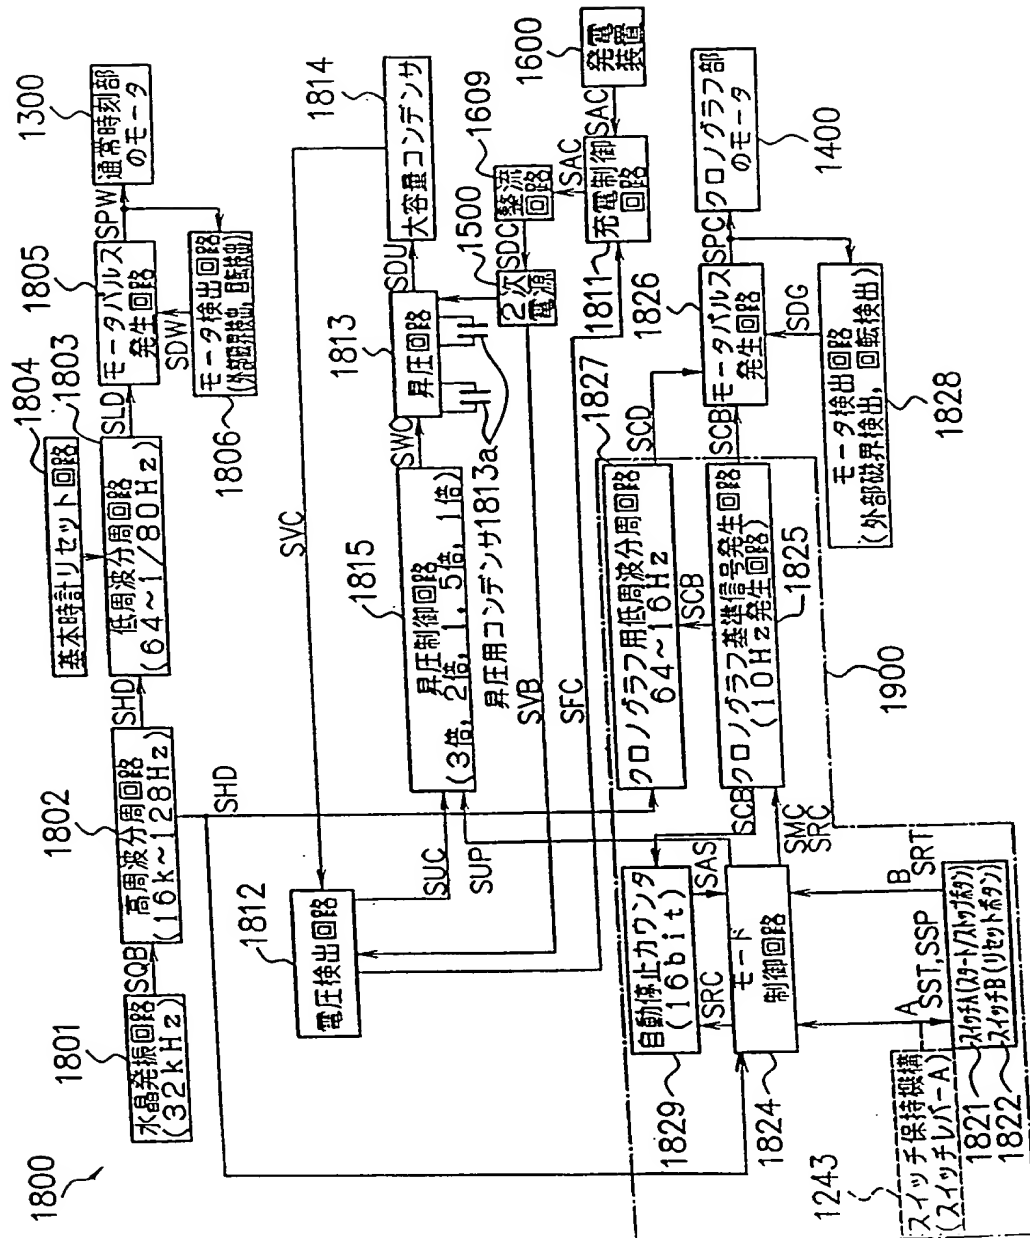 1800
1801
水晶発振回路
(32kHz)
SQB
1802
高周波分周回路
(16k~128Hz)
SHD
1804
基本時計リセット回路
1803
低周波分周回路
(64~1/80Hz)
SLD
1805
モータパルス
発生回路
SPW
1300
通常時刻部
のモータ
SDW
モータ検出回路
(外部磁界検出,回転検出)
1806
SHD
SVC
1812
電圧検出回路
SUC
SUP
1815
昇圧制御回路
(3倍,2倍,1.5倍,1倍)
SWC
1813
昇圧回路
SDU
1814
大容量コンデンサ
昇圧用コンデンサ1813a
SVB
SFC
1500
2次
電源
SDC
1609
整流
回路
SAC
1811
充電制御
回路
SAC
1600
発電
装置
1827
クロノグラフ用低周波分周回路
64~16Hz
SCD
SCB
クロノグラフ基準信号発生回路
(10Hz発生回路)
1825
SCB
1826
モータパルス
発生回路
SPC
クロノグラフ部
のモータ
1400
SDG
モータ検出回路
(外部磁界検出,回転検出)
1828
1900
自動停止カウンタ
(16bit)
1829
SCB
SAS
SRC
モード
制御回路
1824
SMC
SRC
A
SST,SSP
B
SRT
1243
スイッチ保持機構
(スイッチレバーA)
1821
スイッチA(スタート/ストップボタン)
1822
スイッチB(リセットボタン)